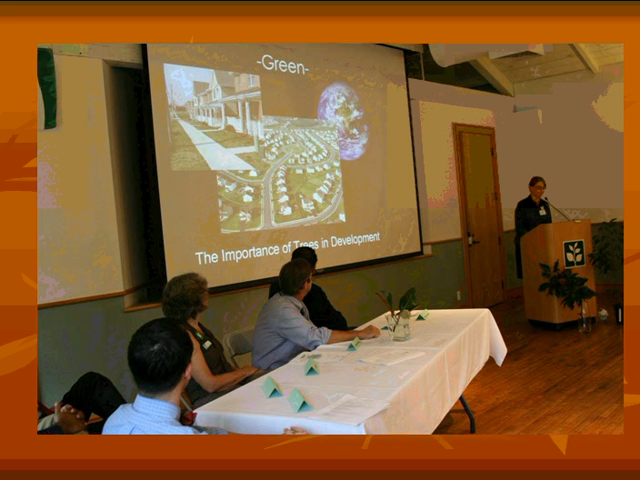 -Green-
The Importance of Trees in Development